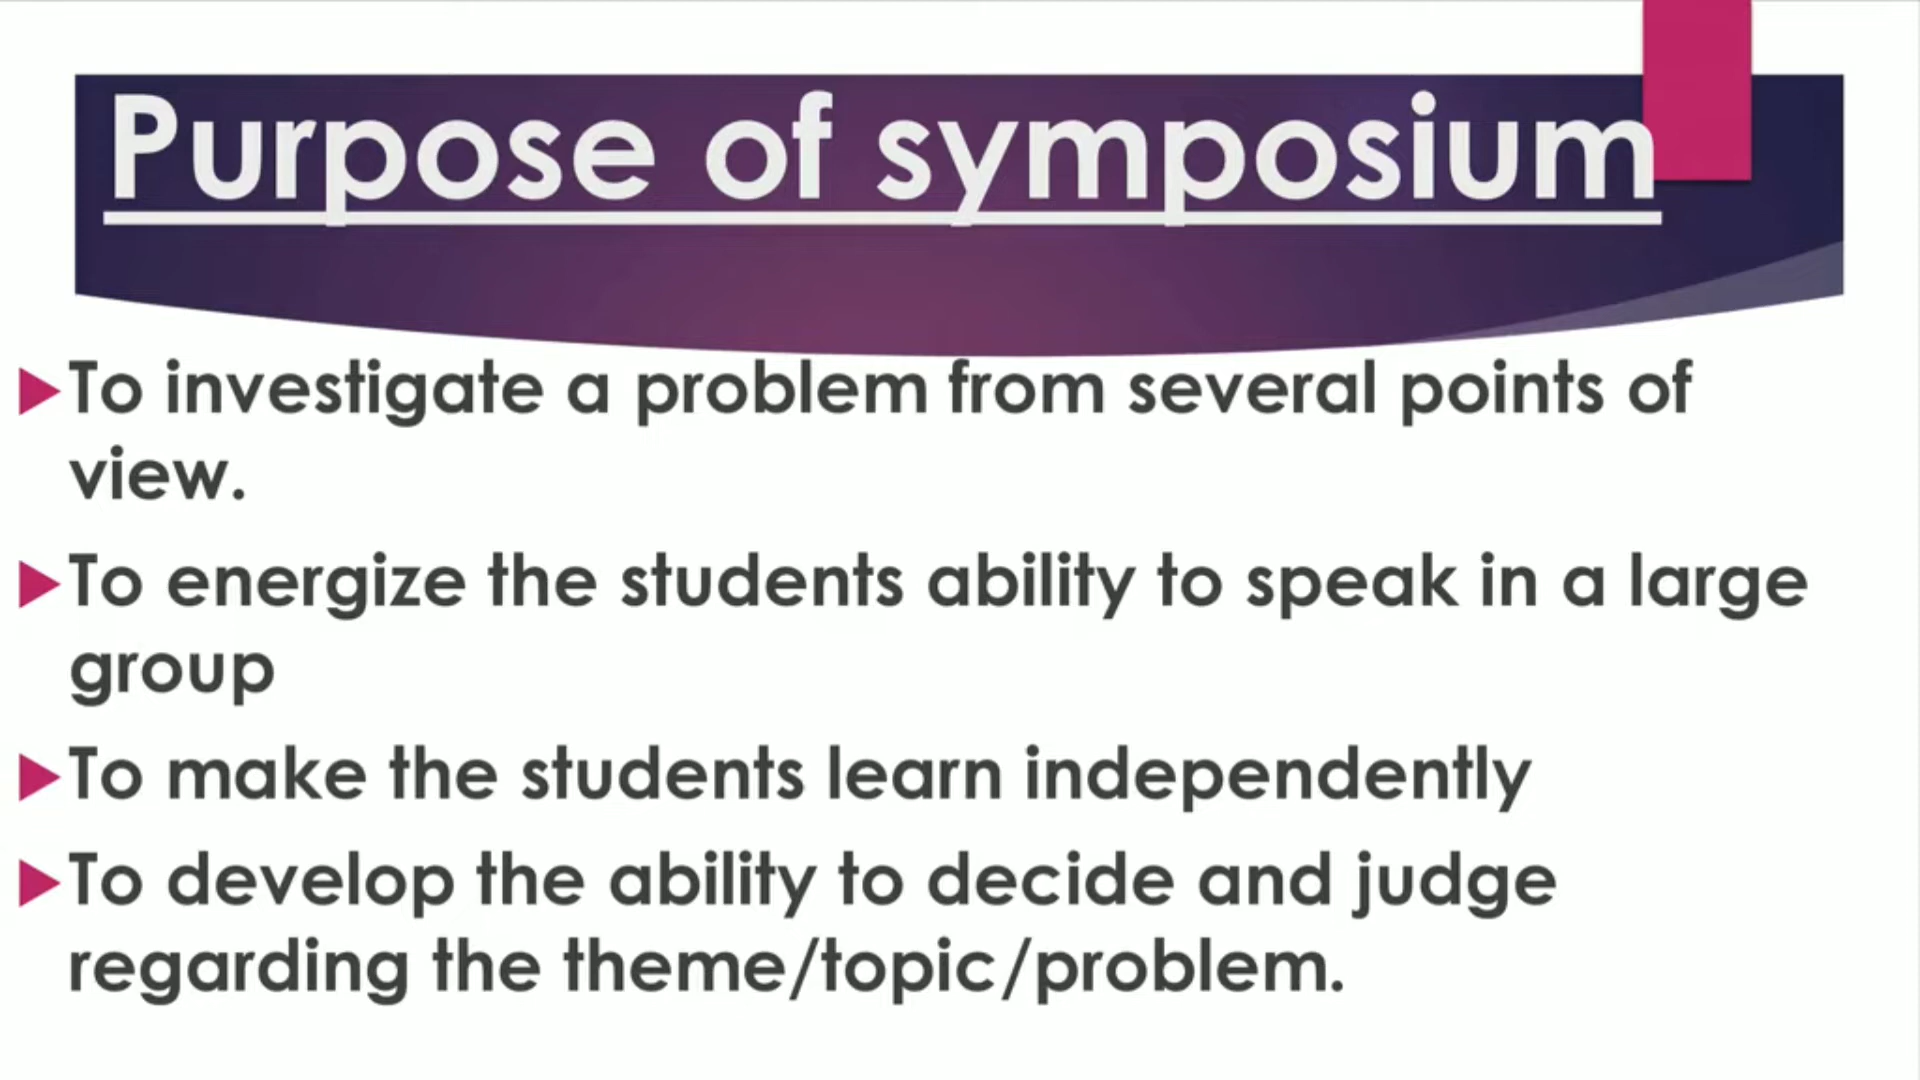 Purpose of symposium
To investigate a problem from several points of
view.
To energize the students ability to speak in a large
group
To make the students learn independently
To develop the ability to decide and judge
regarding the theme/topic/problem.